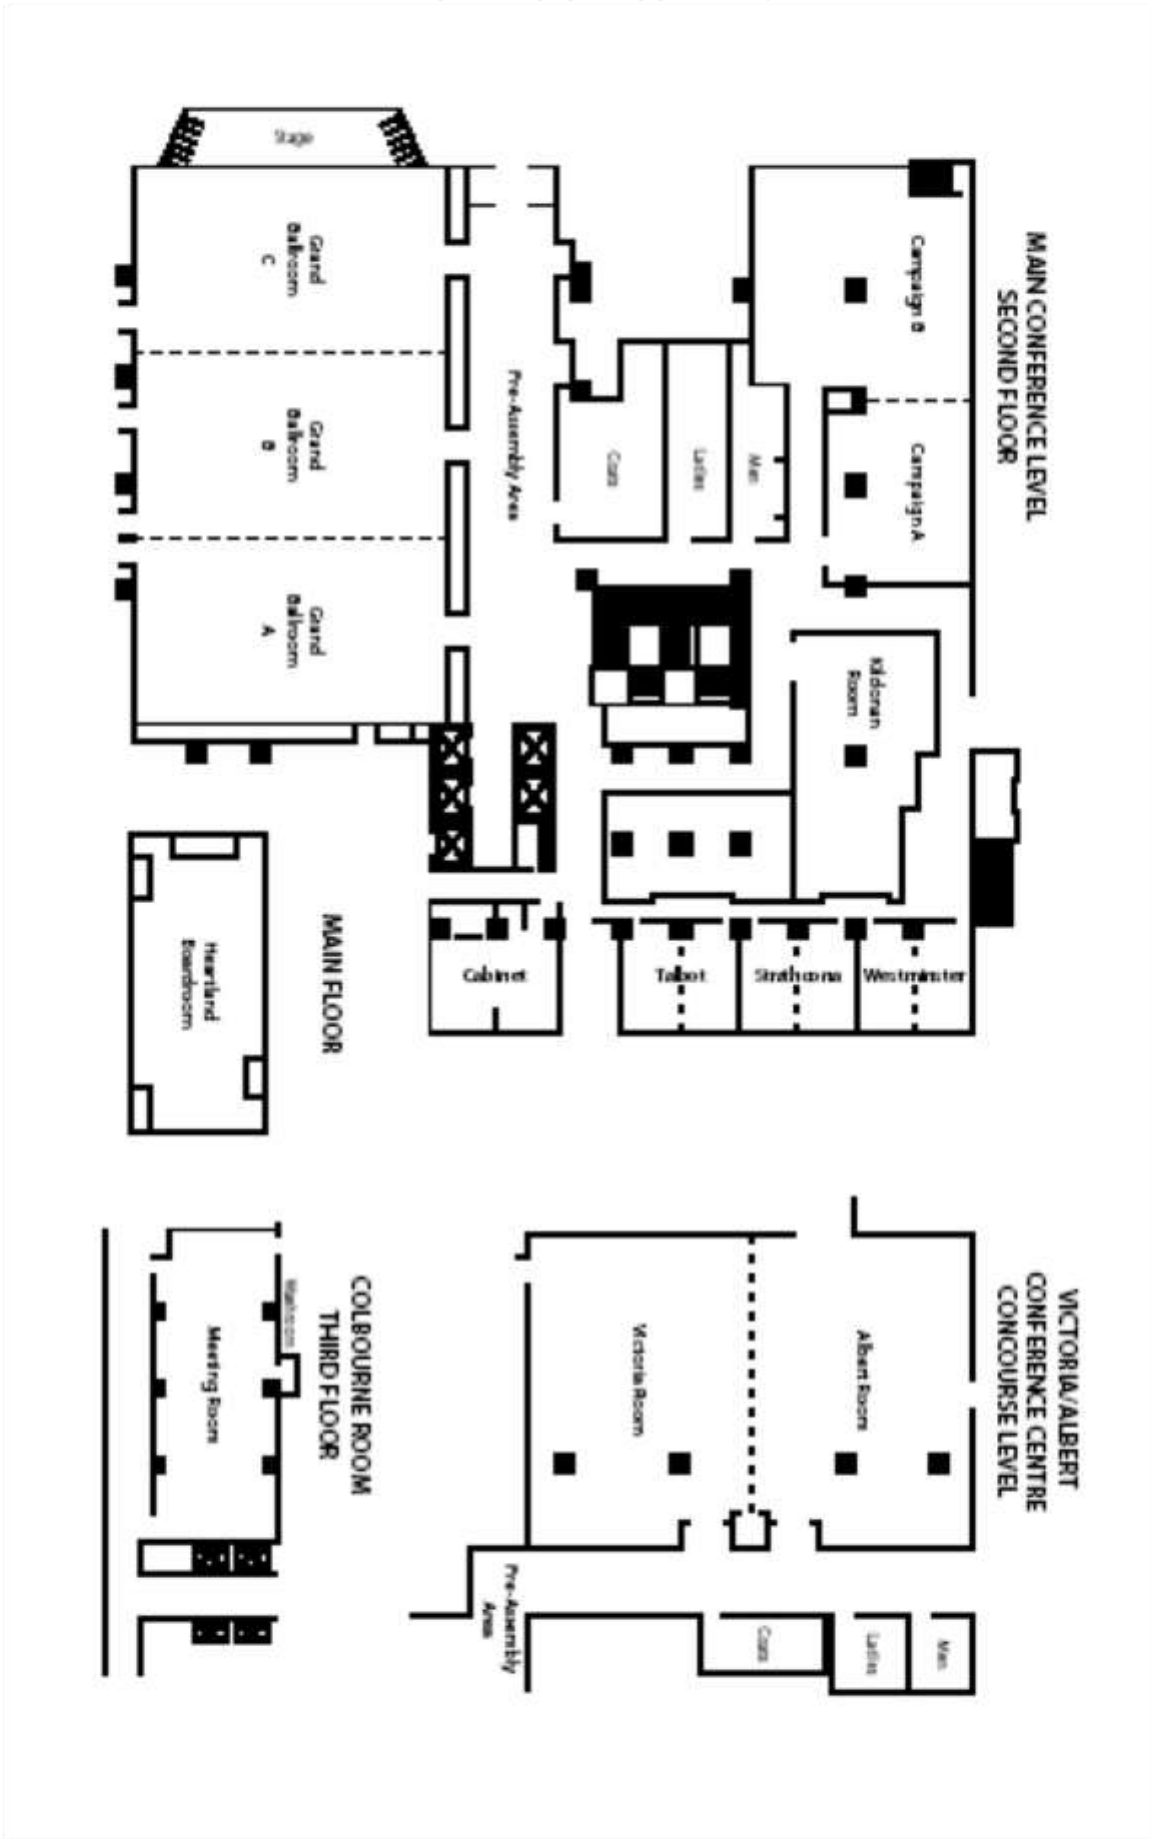 MAIN CONFERENCE LEVEL
SECOND FLOOR
Campaign B
Campaign A
Men
Ladies
Coats
Kildonan
Room
Pre-Assembly Area
Stage
Grand
Ballroom
C
Grand
Ballroom
B
Grand
Ballroom
A
Westminster
Strathcona
Talbot
Cabinet
MAIN FLOOR
Heartland
Boardroom
VICTORIA/ALBERT
CONFERENCE CENTRE
CONCOURSE LEVEL
Albert Room
Victoria Room
Men
Ladies
Coats
Pre-Assembly
Area
COLBOURNE ROOM
THIRD FLOOR
Washroom
Meeting Room